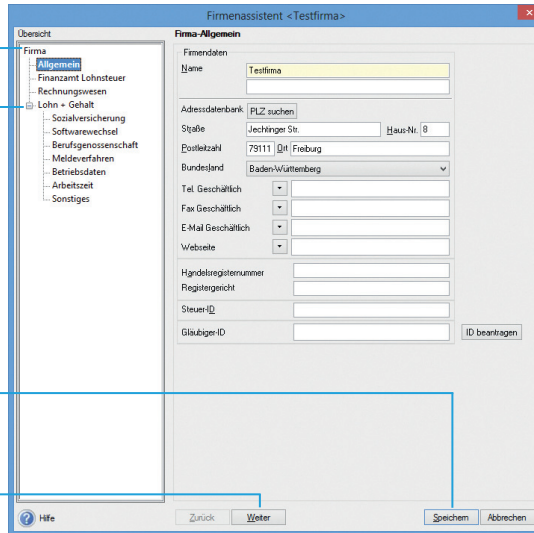 Firmenassistent <Testfirma>
Übersicht
Firma
Allgemein
Finanzamt Lohnsteuer
Rechnungswesen
Lohn + Gehalt
Sozialversicherung
Softwarewechsel
Berufsgenossenschaft
Meldeverfahren
Betriebsdaten
Arbeitszeit
Sonstiges
Firma-Allgemein
Firmendaten
Name Testfirma
Adressdatenbank PLZ suchen
Straße Jechtinger Str. Haus-Nr. 8
Postleitzahl 79111 Ort Freiburg
Bundesland Baden-Württemberg
Tel. Geschäftlich
Fax Geschäftlich
E-Mail Geschäftlich
Webseite
Handelsregisternummer
Registergericht
Steuer-ID
Gläubiger-ID ID beantragen
Hilfe Zurück Weiter Speichern Abbrechen